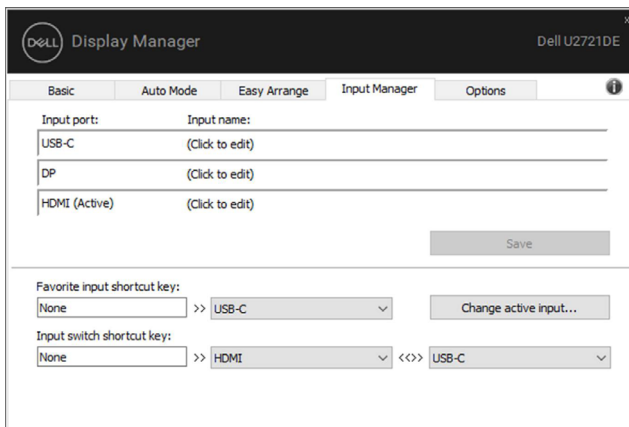 DELL Display Manager Dell U2721DE
x
Basic Auto Mode Easy Arrange Input Manager Options i
Input port: Input name:
USB-C (Click to edit)
DP (Click to edit)
HDMI (Active) (Click to edit)
Save
Favorite input shortcut key:
None >> USB-C Change active input...
Input switch shortcut key:
None >> HDMI <<>> USB-C